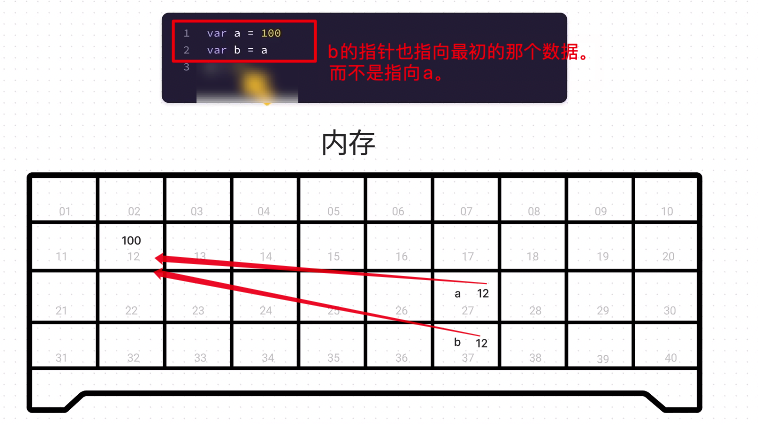 1 var a = 100
2 var b = a
3
b的指针也指向最初的那个数据。
而不是指向a。
内存
01 02 03 04 05 06 07 08 09 10
100
11 12 13 14 15 16 17 18 19 20
a 12
21 22 23 24 25 26 27 28 29 30
b 12
31 32 33 34 35 36 37 38 39 40